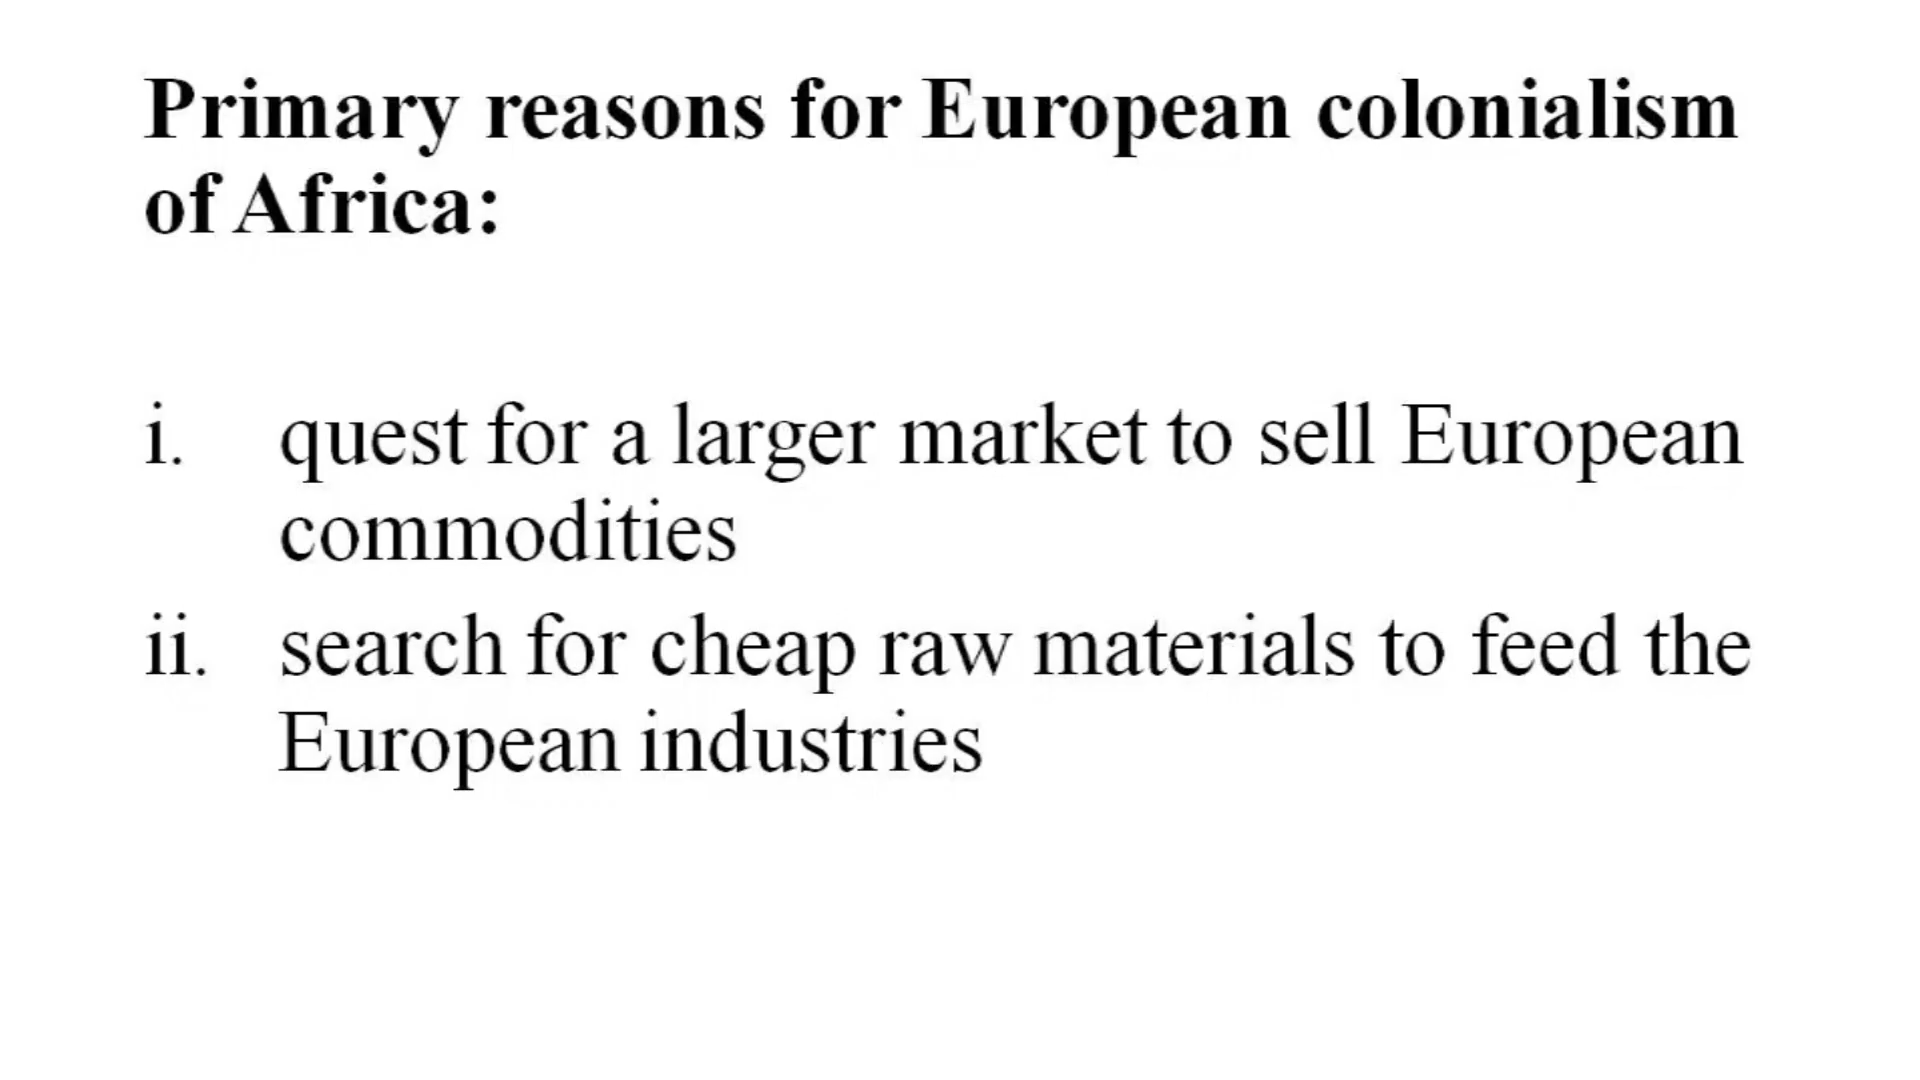 Primary reasons for European colonialism
of Africa:
i. quest for a larger market to sell European
commodities
ii. search for cheap raw materials to feed the
European industries